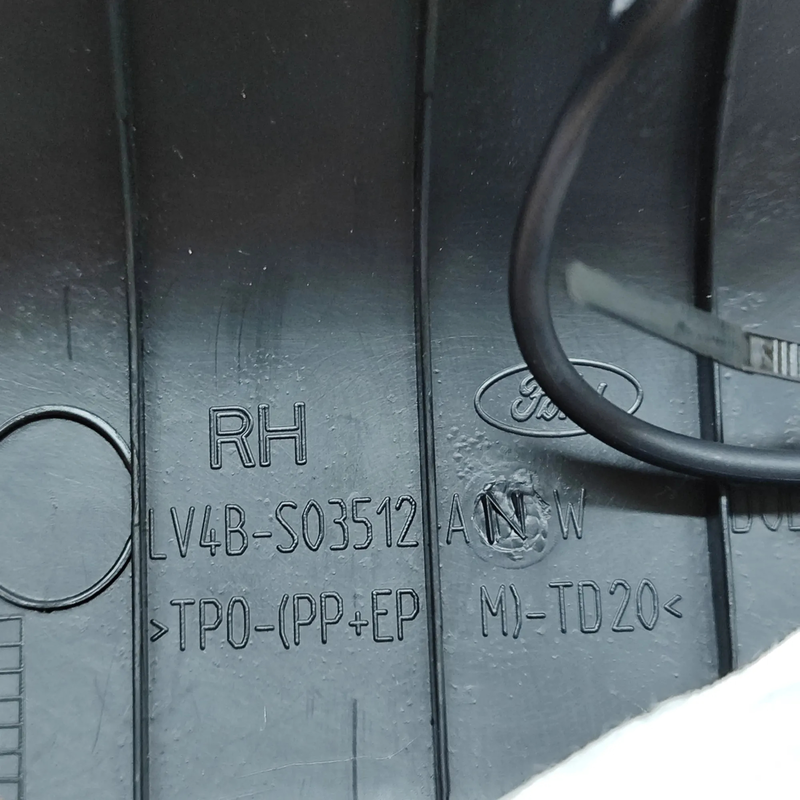 Ford
RH
LV4B-S03512 A N W
>TPO-(PP+EP M)-TD20<